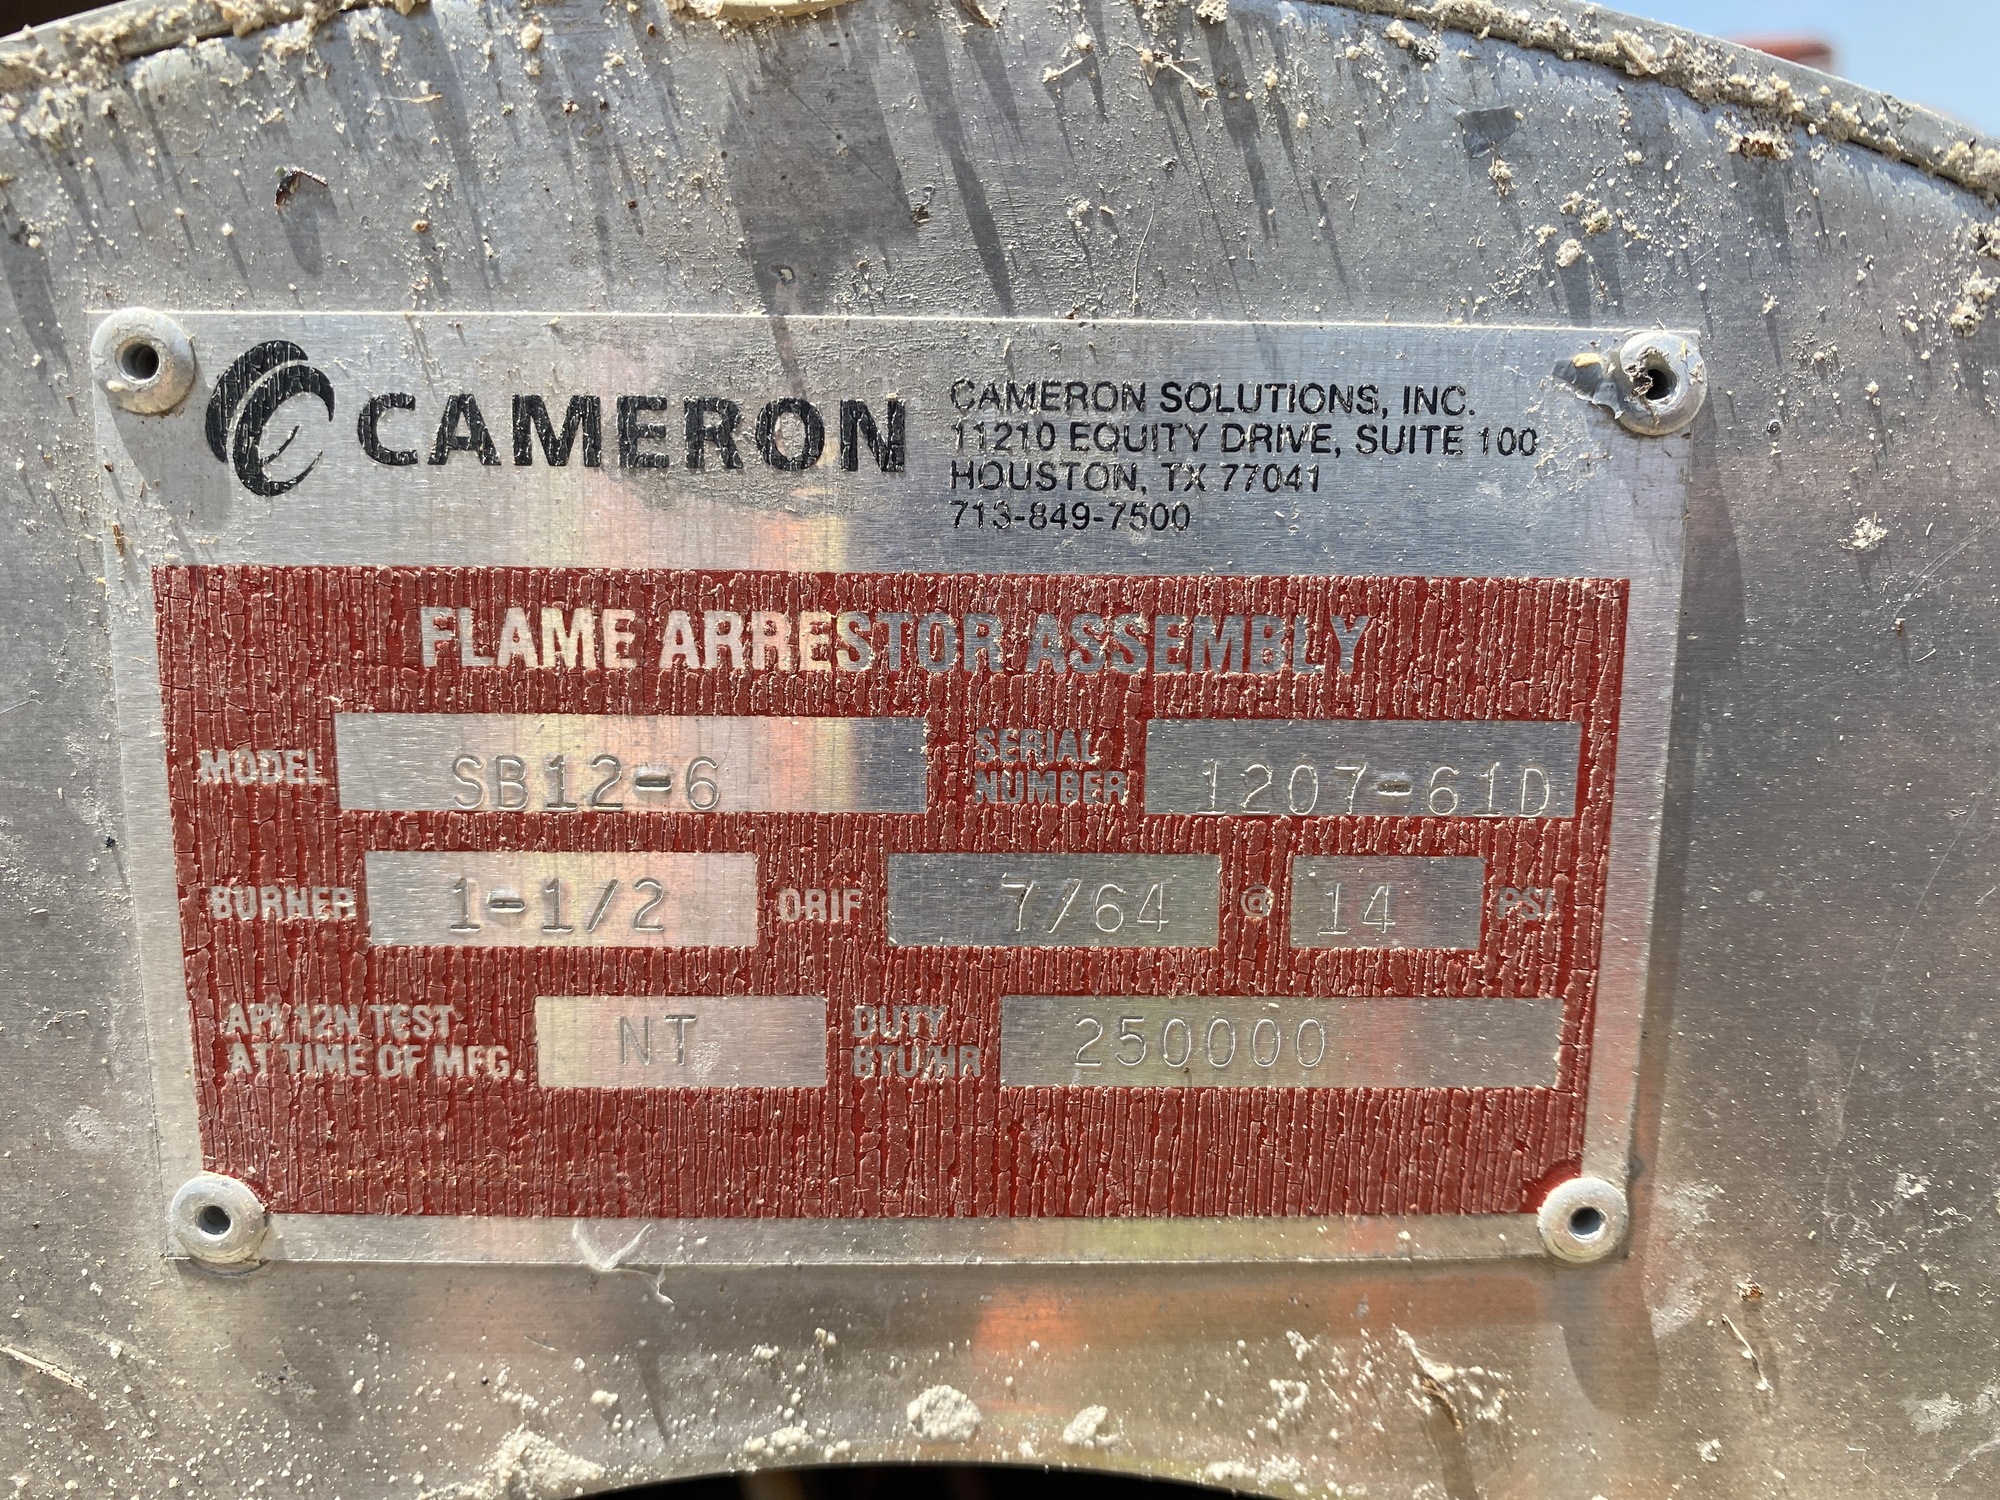 CAMERON
CAMERON SOLUTIONS, INC.
11210 EQUITY DRIVE, SUITE 100
HOUSTON, TX 77041
713-849-7500
FLAME ARRESTOR ASSEMBLY
MODEL SB12-6 SERIAL NUMBER 1207-61D
BURNER 1-1/2 ORIF 7/64 @ 14 PSI
API 12N TEST AT TIME OF MFG. NT DUTY BTU/HR 250000